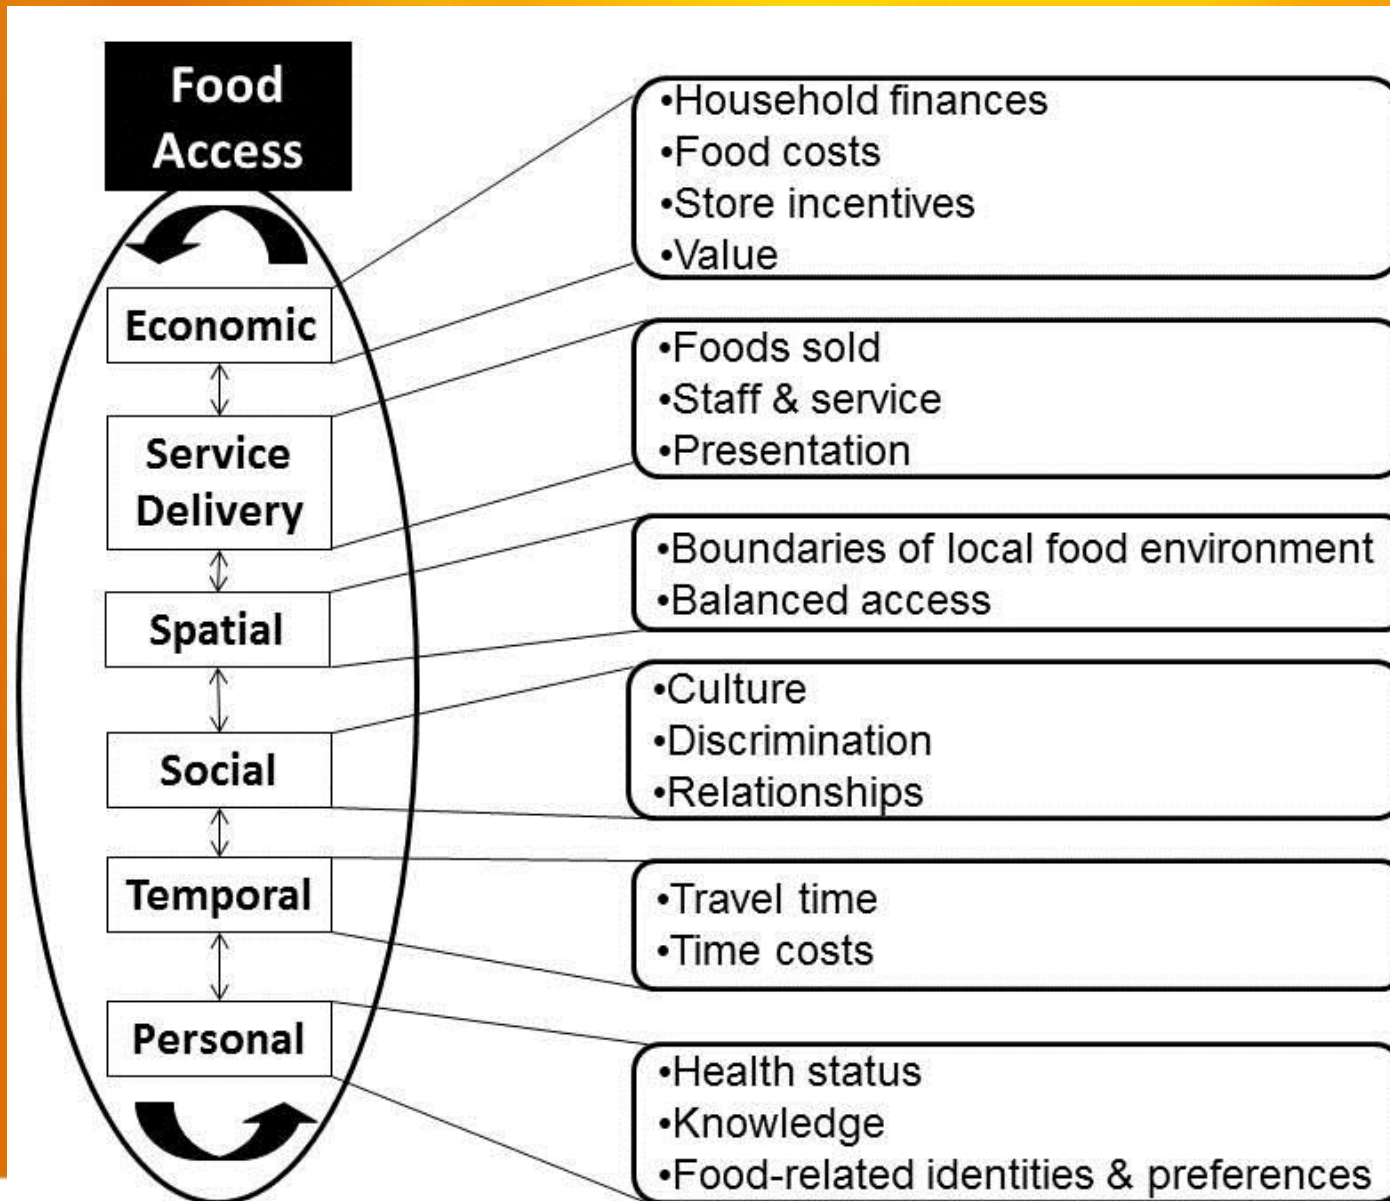 Food
Access
•Household finances
•Food costs
•Store incentives
•Value
Economic
•Foods sold
•Staff & service
•Presentation
Service
Delivery
•Boundaries of local food environment
•Balanced access
Spatial
•Culture
•Discrimination
•Relationships
Social
•Travel time
•Time costs
Temporal
•Health status
•Knowledge
•Food-related identities & preferences
Personal